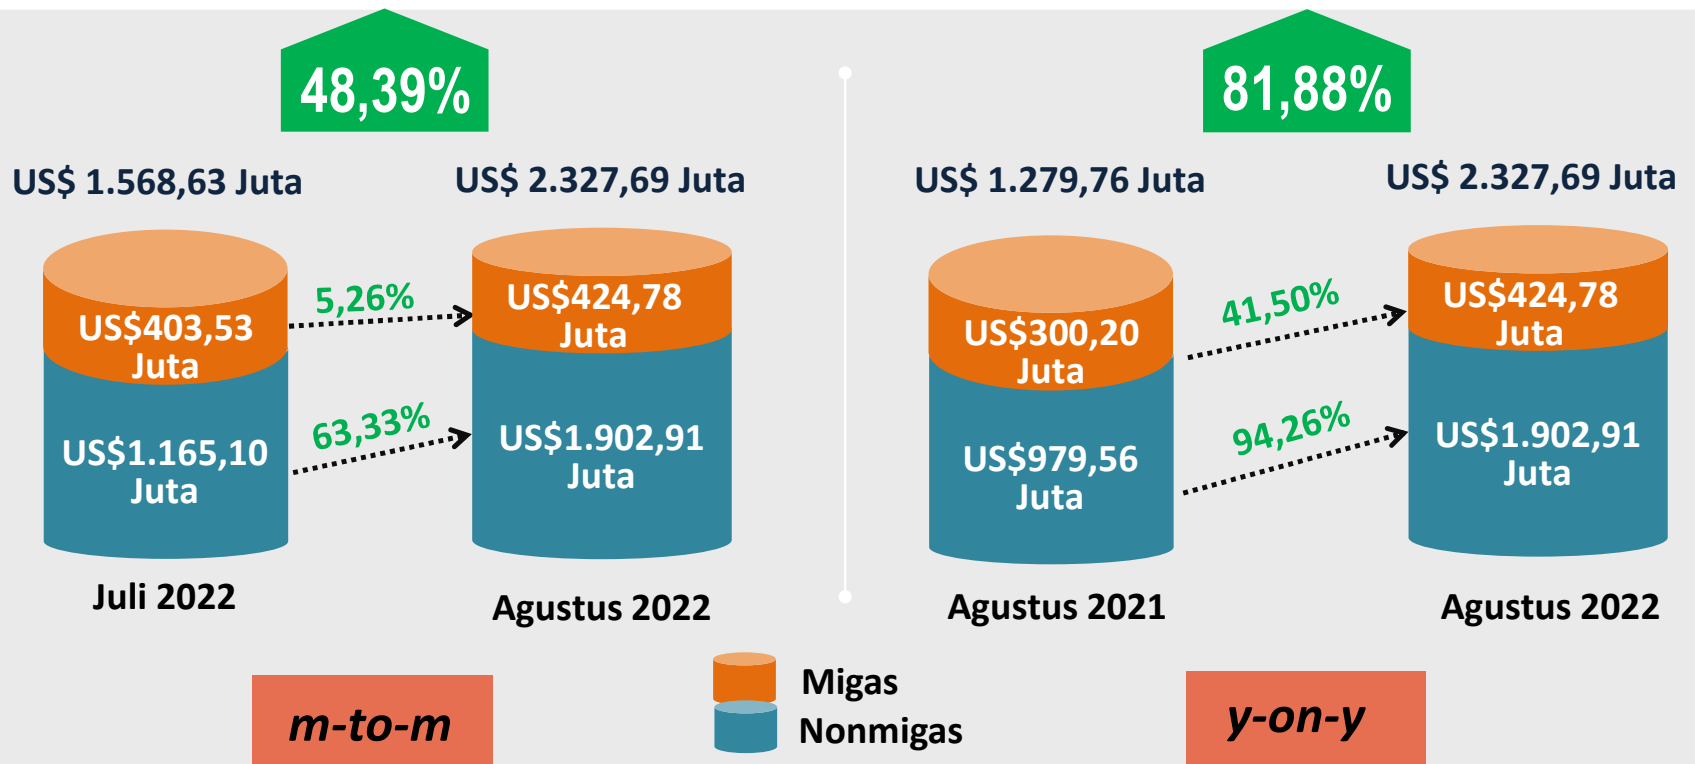 48,39%
US$ 1.568,63 Juta
US$ 2.327,69 Juta
US$403,53
Juta
5,26%
US$424,78
Juta
US$1.165,10
Juta
63,33%
US$1.902,91
Juta
Juli 2022
Agustus 2022
m-to-m
81,88%
US$ 1.279,76 Juta
US$ 2.327,69 Juta
US$300,20
Juta
41,50%
US$424,78
Juta
US$979,56
Juta
94,26%
US$1.902,91
Juta
Agustus 2021
Agustus 2022
y-on-y
Migas
Nonmigas